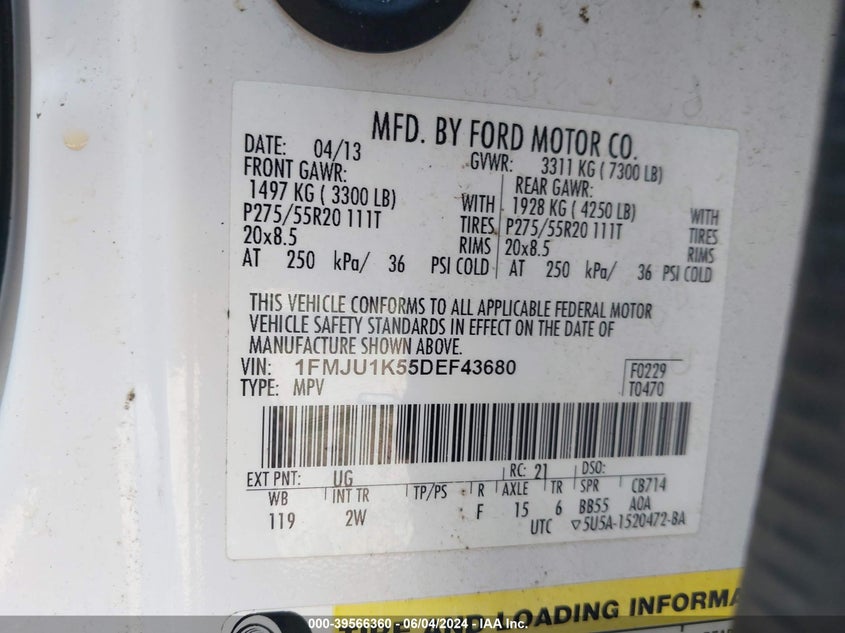 MFD. BY FORD MOTOR CO.
DATE: 04/13 GVWR: 3311 KG ( 7300 LB)
FRONT GAWR: REAR GAWR:
1497 KG ( 3300 LB) WITH 1928 KG ( 4250 LB) WITH
P275/55R20 111T TIRES P275/55R20 111T TIRES
20x8.5 RIMS 20x8.5 RIMS
AT 250 kPa/ 36 PSI COLD AT 250 kPa/ 36 PSI COLD
THIS VEHICLE CONFORMS TO ALL APPLICABLE FEDERAL MOTOR
VEHICLE SAFETY STANDARDS IN EFFECT ON THE DATE OF
MANUFACTURE SHOWN ABOVE.
VIN: 1FMJU1K55DEF43680 F0229
TYPE: MPV T0470
EXT PNT: UG RC: 21 DSO:
WB INT TR TP/PS R AXLE TR SPR CB714
119 2W F 15 6 BB55 A0A
UTC ▽5U5A-1520472-BA
TIRE AND LOADING INFORMA
000-39566360 - 06/04/2024 - IAA Inc.